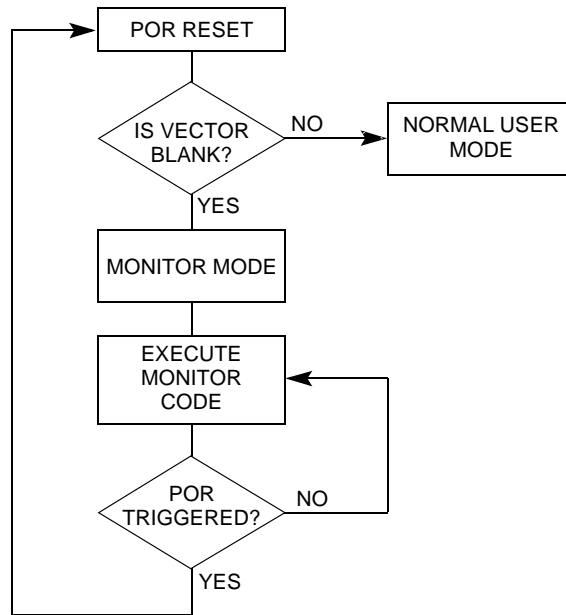 POR RESET
IS VECTOR
BLANK?
NO
NORMAL USER
MODE
YES
MONITOR MODE
EXECUTE
MONITOR
CODE
POR
TRIGGERED?
NO
YES